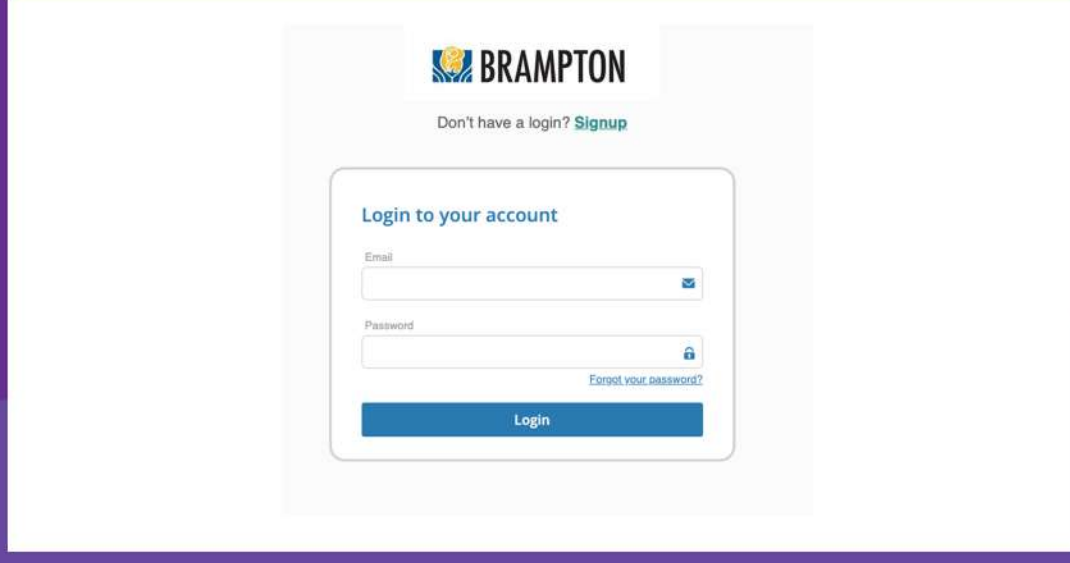 BRAMPTON
Don't have a login? Signup
Login to your account
Email
Password
Forgot your password?
Login